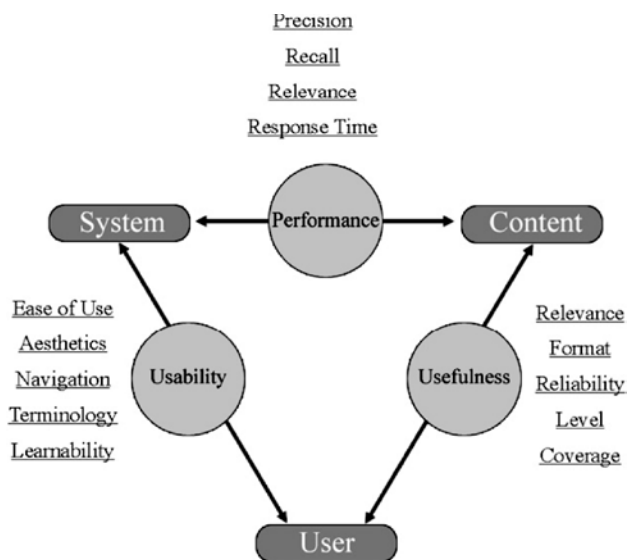 Precision
Recall
Relevance
Response Time
System
Performance
Content
Ease of Use
Aesthetics
Navigation
Terminology
Learnability
Usability
Usefulness
Relevance
Format
Reliability
Level
Coverage
User